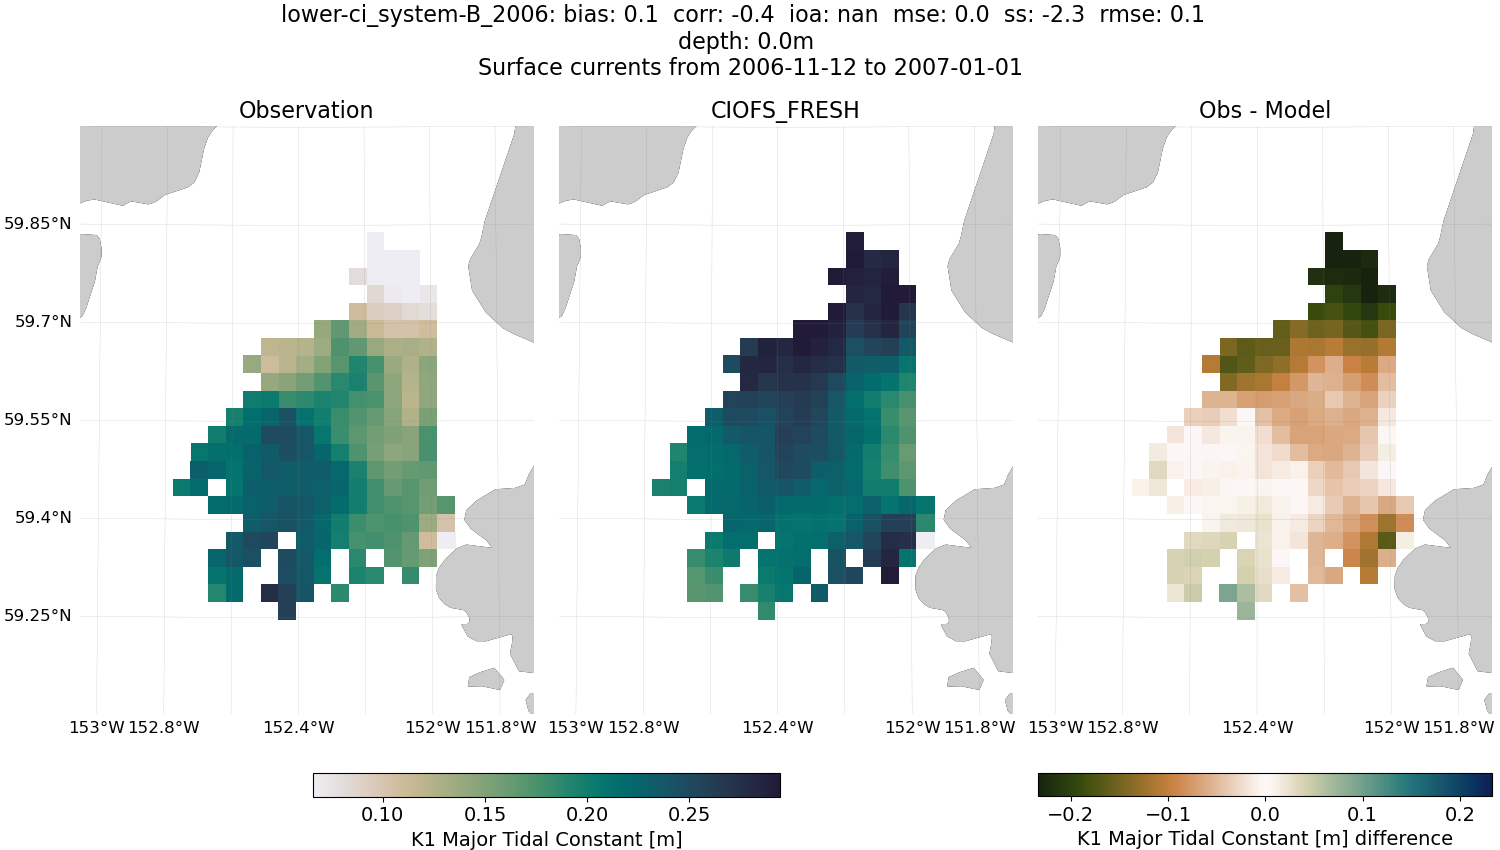 lower-ci_system-B_2006: bias: 0.1  corr: -0.4  ioa: nan  mse: 0.0  ss: -2.3  rmse: 0.1
depth: 0.0m
Surface currents from 2006-11-12 to 2007-01-01
Observation
CIOFS_FRESH
Obs - Model
59.85°N
59.7°N
59.55°N
59.4°N
59.25°N
153°W 152.8°W 152.4°W 152°W 151.8°W
153°W 152.8°W 152.4°W 152°W 151.8°W
153°W 152.8°W 152.4°W 152°W 151.8°W
0.10 0.15 0.20 0.25
K1 Major Tidal Constant [m]
−0.2 −0.1 0.0 0.1 0.2
K1 Major Tidal Constant [m] difference